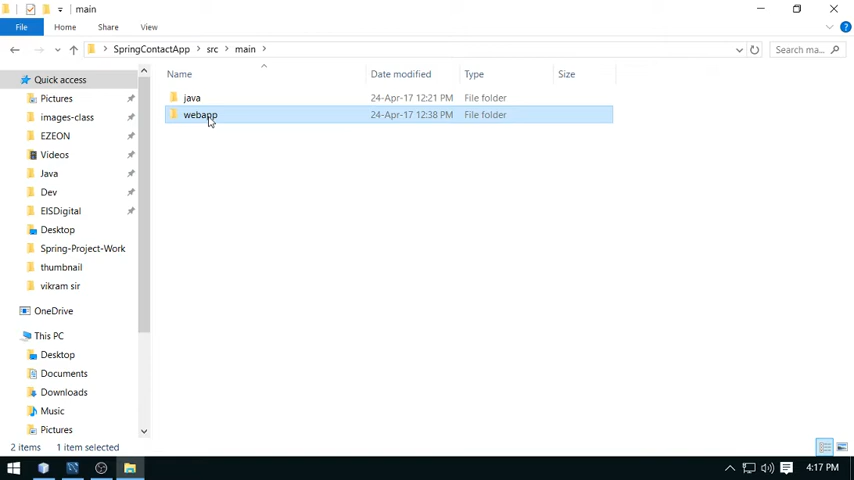 main
File Home Share View
SpringContactApp > src > main > Search ma...
Name Date modified Type Size
Quick access
java 24-Apr-17 12:21 PM File folder
webapp 24-Apr-17 12:38 PM File folder
Pictures
images-class
EZEON
Videos
Java
Dev
EISDigital
Desktop
Spring-Project-Work
thumbnail
vikram sir
OneDrive
This PC
Desktop
Documents
Downloads
Music
Pictures
2 items 1 item selected
4:17 PM